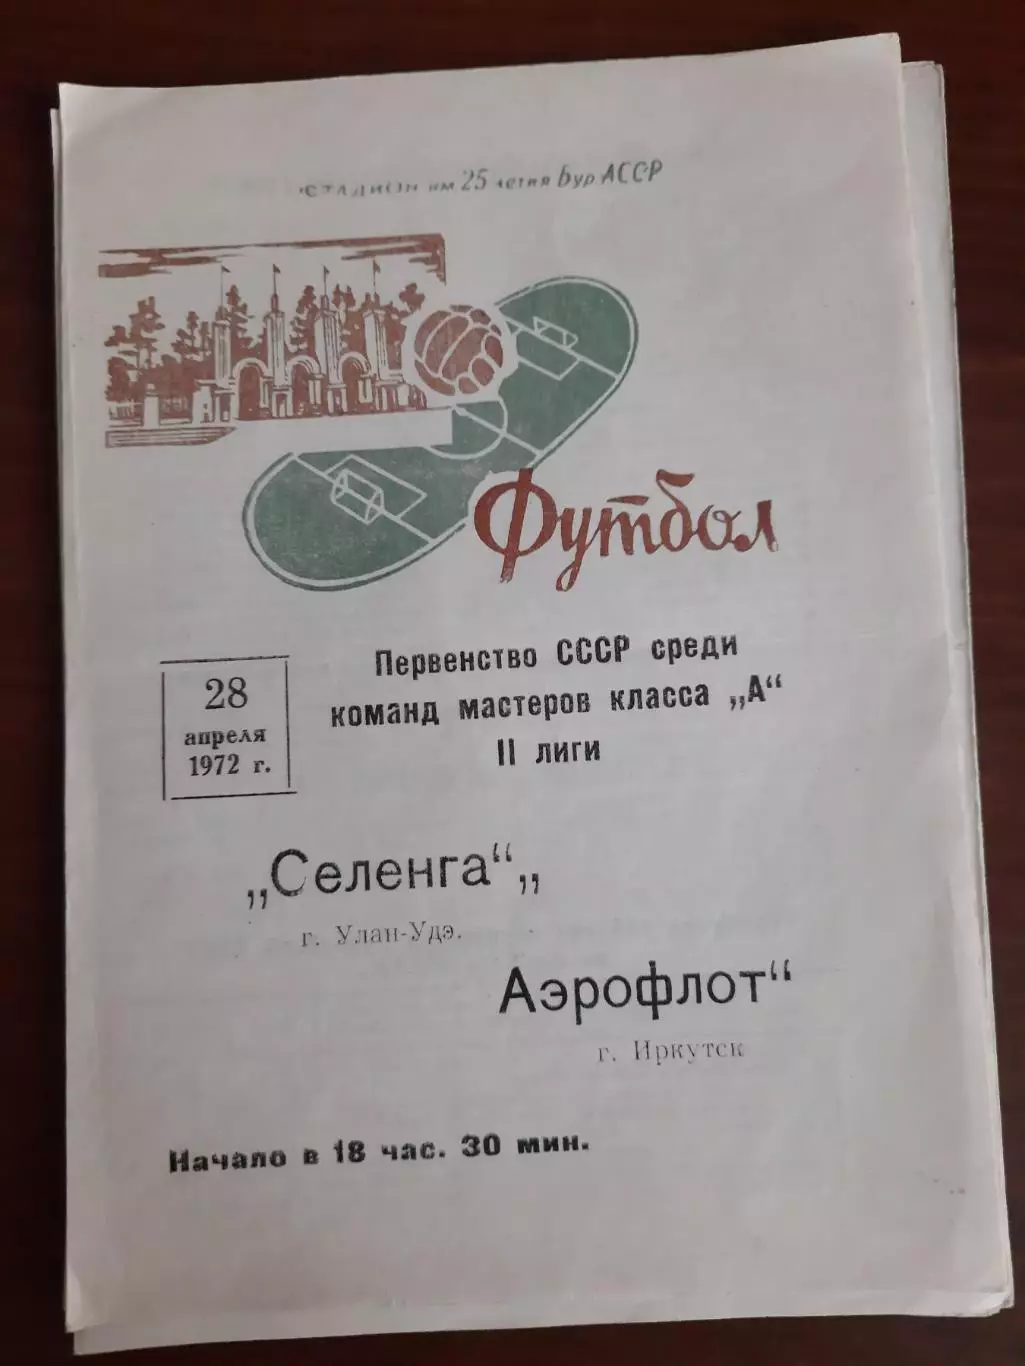 СТАДИОН им 25 летия Бур АССР
Футбол
28
апреля
1972 г.
Первенство СССР среди
команд мастеров класса „А“
II лиги
„Селенга“„
г. Улан-Удэ.
Аэрофлот“
г. Иркутск
Начало в 18 час. 30 мин.